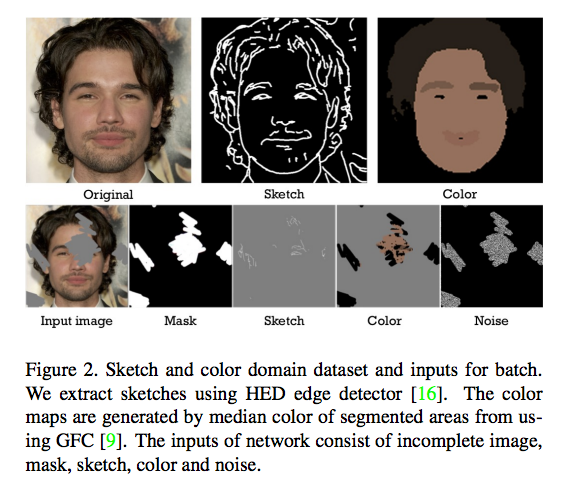 Original Sketch Color
Input image Mask Sketch Color Noise
Figure 2. Sketch and color domain dataset and inputs for batch.
We extract sketches using HED edge detector [16]. The color
maps are generated by median color of segmented areas from us-
ing GFC [9]. The inputs of network consist of incomplete image,
mask, sketch, color and noise.